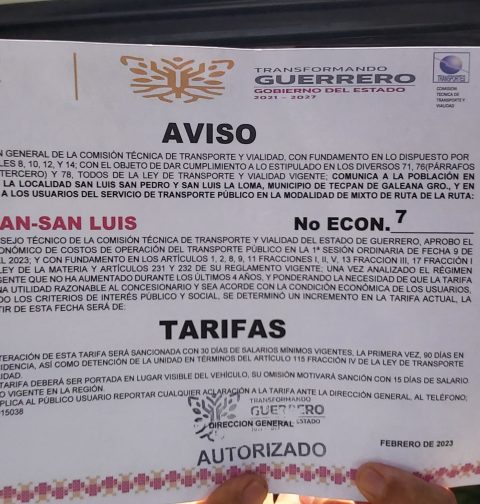 TRANSFORMANDO
GUERRERO
GOBIERNO DEL ESTADO
2021 - 2027
TRANSPORTES
COMISIÓN
TÉCNICA DE
TRANSPORTE Y
VIALIDAD
AVISO
N GENERAL DE LA COMISIÓN TÉCNICA DE TRANSPORTE Y VIALIDAD, CON FUNDAMENTO EN LO DISPUESTO POR
LES 8, 10, 12, Y 14; CON EL OBJETO DE DAR CUMPLIMIENTO A LO ESTIPULADO EN LOS DIVERSOS 71, 76(PÁRRAFOS
TERCERO) Y 78, TODOS DE LA LEY DE TRANSPORTE Y VIALIDAD VIGENTE; COMUNICA A LA POBLACIÓN EN
LA LOCALIDAD SAN LUIS SAN PEDRO Y SAN LUIS LA LOMA, MUNICIPIO DE TECPAN DE GALEANA GRO., Y EN
A LOS USUARIOS DEL SERVICIO DE TRANSPORTE PÚBLICO EN LA MODALIDAD DE MIXTO DE RUTA DE LA RUTA:
AN-SAN LUIS No ECON. 7
SEJO TÉCNICO DE LA COMISIÓN TÉCNICA DE TRANSPORTE Y VIALIDAD DEL ESTADO DE GUERRERO, APROBO EL
ONÓMICO DE COSTOS DE OPERACIÓN DEL TRANSPORTE PÚBLICO EN LA 1ª SESIÓN ORDINARIA DE FECHA 9 DE
L 2023; Y CON FUNDAMENTO EN LOS ARTÍCULOS 1, 2, 8, 9, 11 FRACCIONES I, II, V, 13 FRACCION III, 17 FRACCIÓN I
LEY DE LA MATERIA Y ARTÍCULOS 231 Y 232 DE SU REGLAMENTO VIGENTE; UNA VEZ ANALIZADO EL RÉGIMEN
GENTE QUE NO HA AUMENTADO DURANTE LOS ÚLTIMOS 4 AÑOS, Y PONDERANDO LA NECESIDAD DE QUE LA TARIFA
NA UTILIDAD RAZONABLE AL CONCESIONARIO Y SEA ACORDE CON LA CONDICIÓN ECONÓMICA DE LOS USUARIOS,
DO LOS CRITERIOS DE INTERÉS PÚBLICO Y SOCIAL, SE DETERMINÓ UN INCREMENTO EN LA TARIFA ACTUAL, LA
TIR DE ESTA FECHA SERÁ DE:
TARIFAS
TERACIÓN DE ESTA TARIFA SERÁ SANCIONADA CON 30 DÍAS DE SALARIOS MÍNIMOS VIGENTES, LA PRIMERA VEZ, 90 DÍAS EN
IDENCIA, ASÍ COMO DETENCIÓN DE LA UNIDAD EN TÉRMINOS DEL ARTÍCULO 115 FRACCIÓN IV DE LA LEY DE TRANSPORTE
LIDAD.
TARIFA DEBERÁ SER PORTADA EN LUGAR VISIBLE DEL VEHÍCULO, SU OMISIÓN MOTIVARÁ SANCIÓN CON 15 DÍAS DE SALARIO
O VIGENTE EN LA REGIÓN.
PLICA AL PÚBLICO USUARIO REPORTAR CUALQUIER ACLARACIÓN A LA TARIFA ANTE LA DIRECCIÓN GENERAL, AL TELÉFONO;
15038
TRANSFORMANDO
GUERRERO
ESTADO
DIRECCIÓN GENERAL
AUTORIZADO
FEBRERO DE 2023